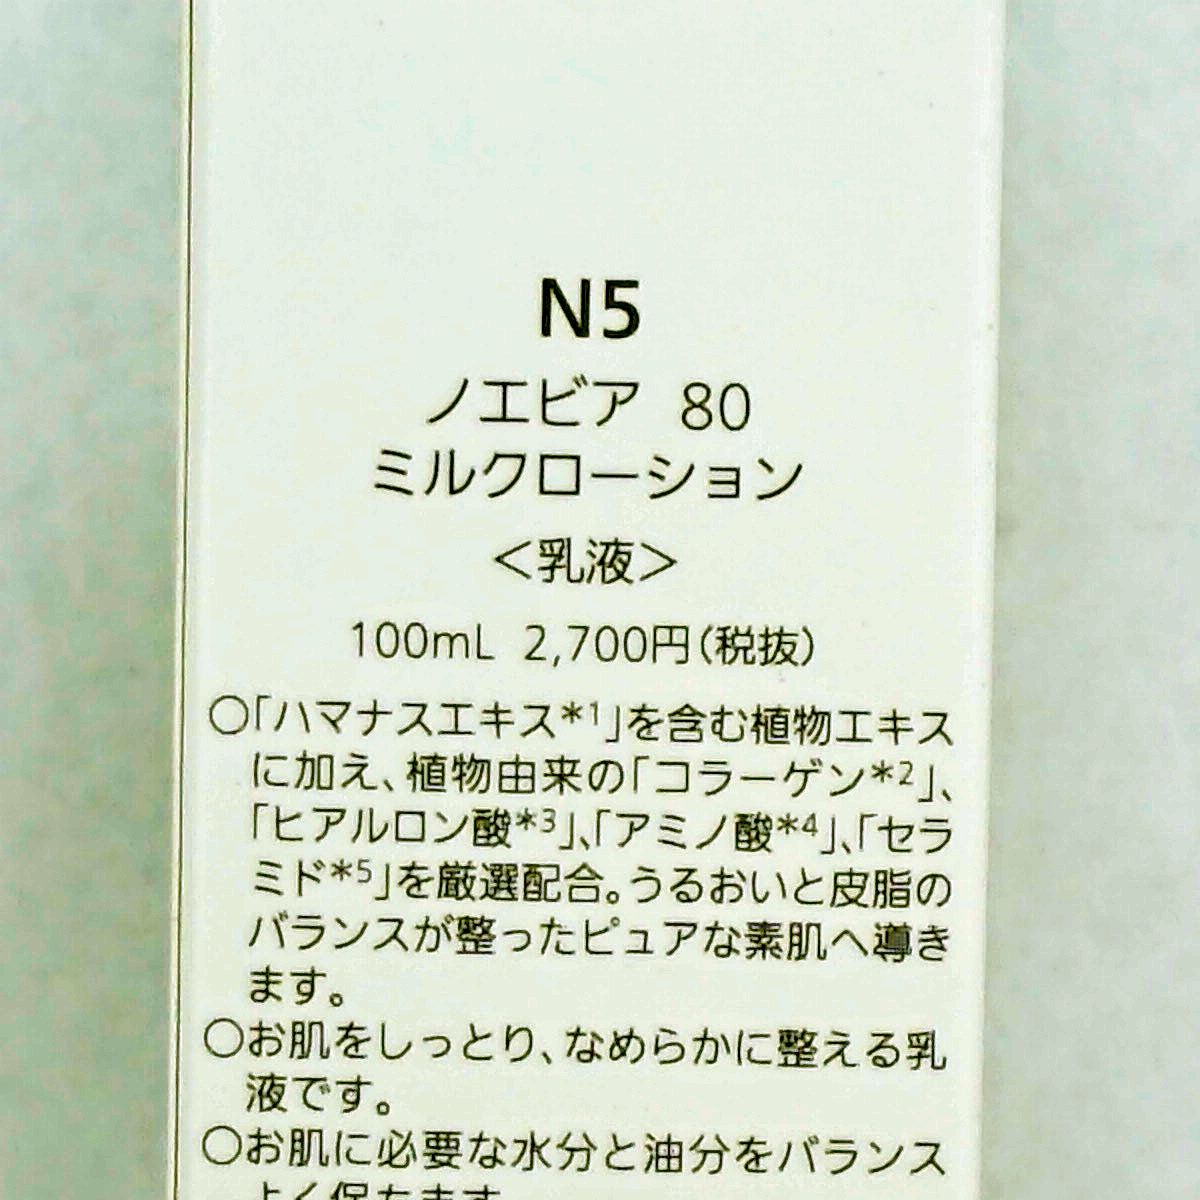 N5
ノエビア 80
ミルクローション
＜乳液＞
100mL 2,700円（税抜）
○「ハマナスエキス＊1」を含む植物エキス
に加え、植物由来の「コラーゲン＊2」、
「ヒアルロン酸＊3」、「アミノ酸＊4」、「セラ
ミド＊5」を厳選配合。うるおいと皮脂の
バランスが整ったピュアな素肌へ導き
ます。
○お肌をしっとり、なめらかに整える乳
液です。
○お肌に必要な水分と油分をバランス
よく保ちます